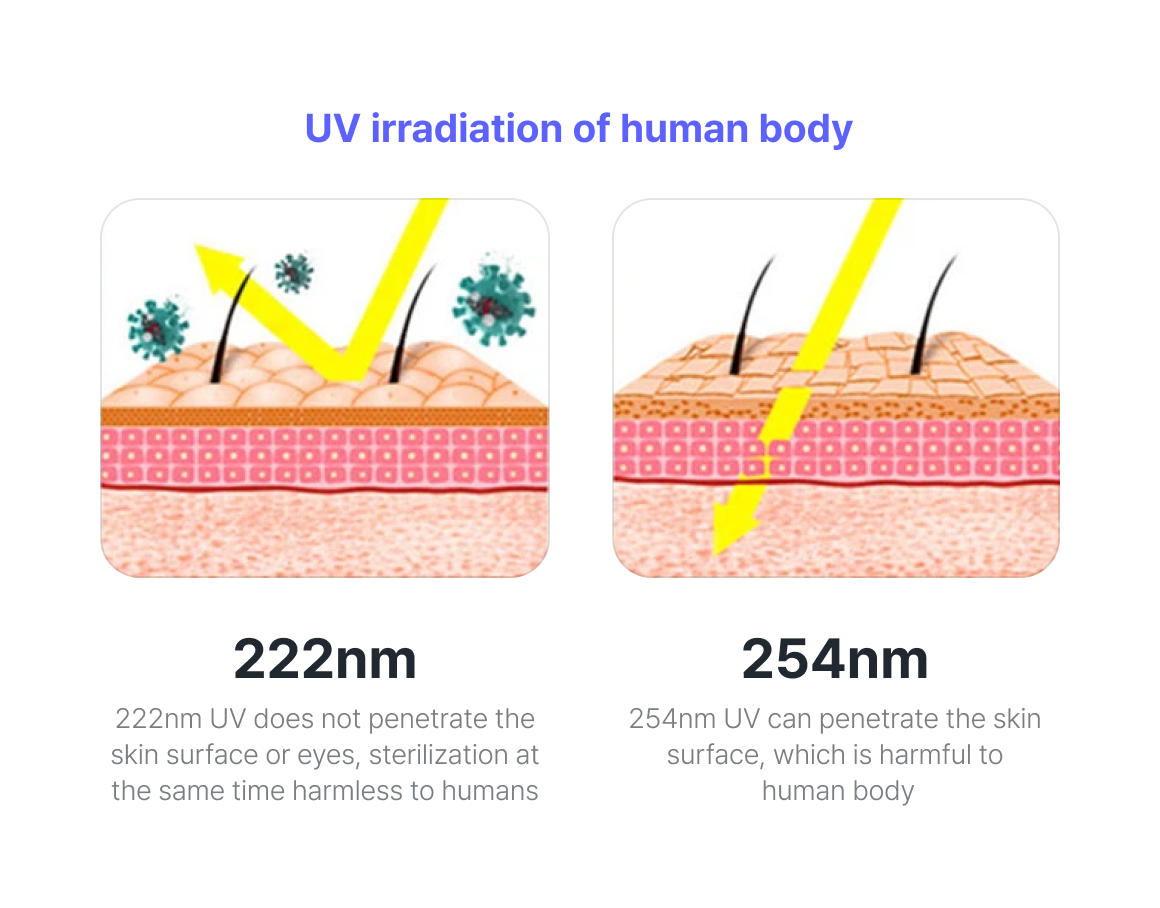 UV irradiation of human body
222nm
222nm UV does not penetrate the
skin surface or eyes, sterilization at
the same time harmless to humans
254nm
254nm UV can penetrate the skin
surface, which is harmful to
human body